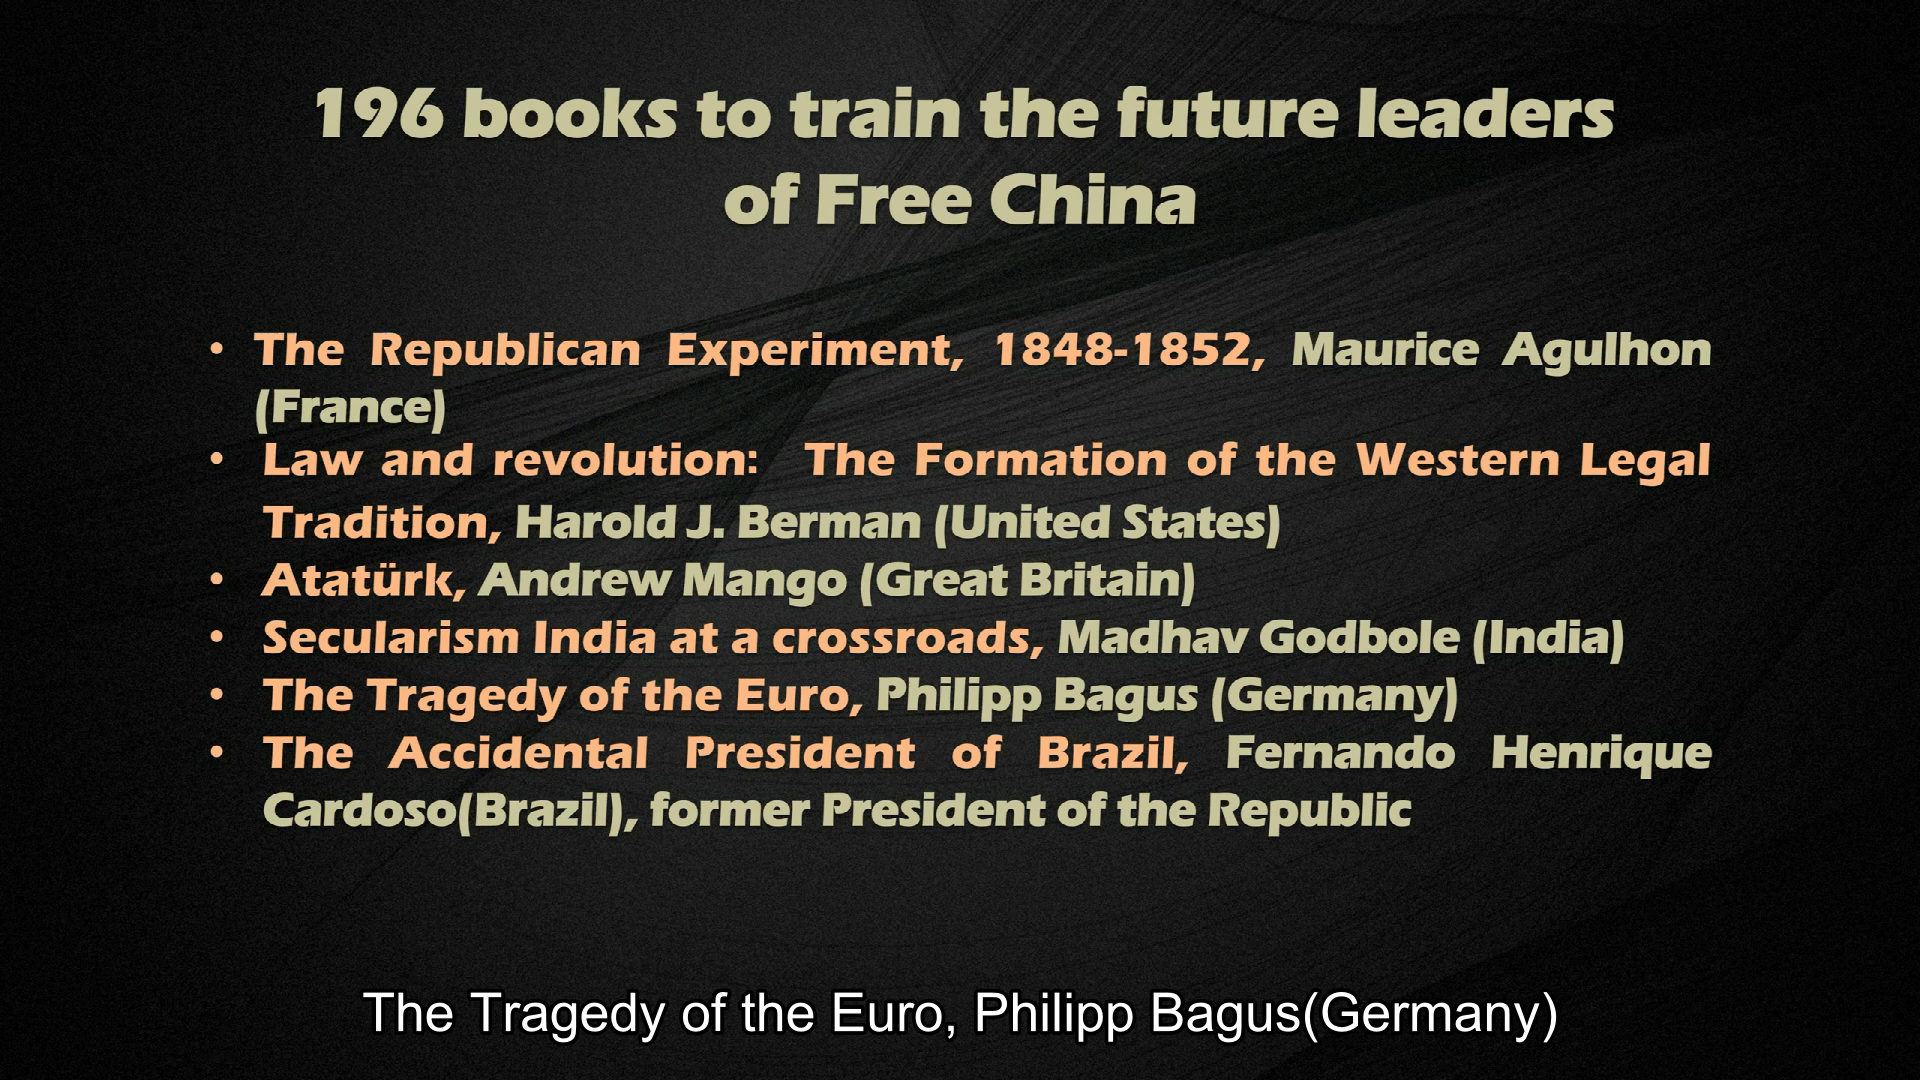 196 books to train the future leaders
of Free China
• The Republican Experiment, 1848-1852, Maurice Agulhon
(France)
• Law and revolution: The Formation of the Western Legal
Tradition, Harold J. Berman (United States)
• Atatürk, Andrew Mango (Great Britain)
• Secularism India at a crossroads, Madhav Godbole (India)
• The Tragedy of the Euro, Philipp Bagus (Germany)
• The Accidental President of Brazil, Fernando Henrique
Cardoso(Brazil), former President of the Republic
The Tragedy of the Euro, Philipp Bagus(Germany)